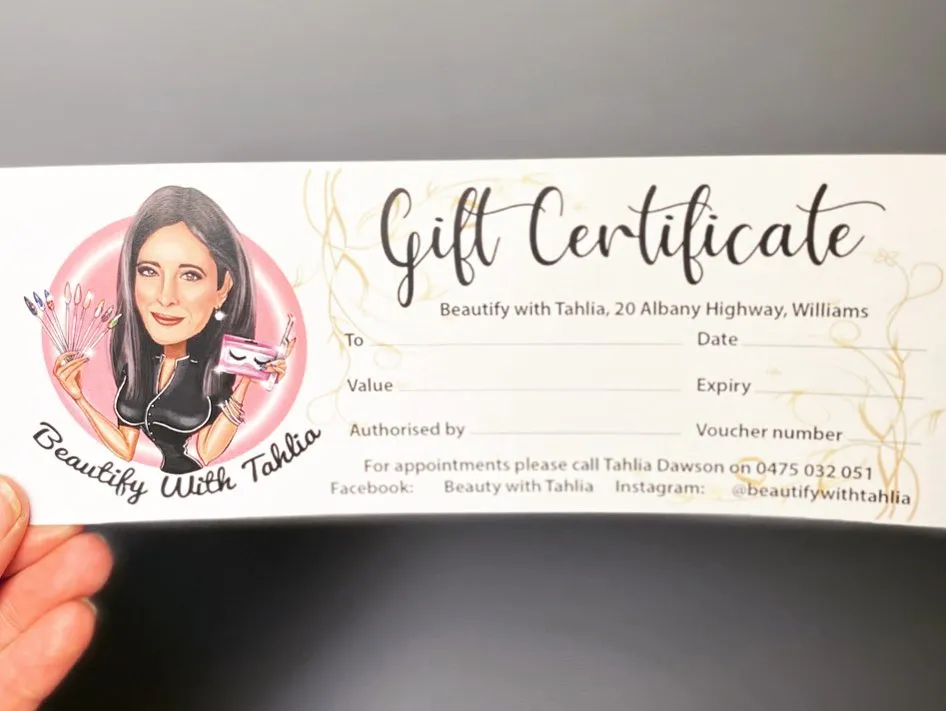 Gift Certificate
Beautify with Tahlia, 20 Albany Highway, Williams
To Date
Value Expiry
Authorised by Voucher number
For appointments please call Tahlia Dawson on 0475 032 051
Facebook: Beauty with Tahlia Instagram: @beautifywithtahlia
Beautify With Tahlia